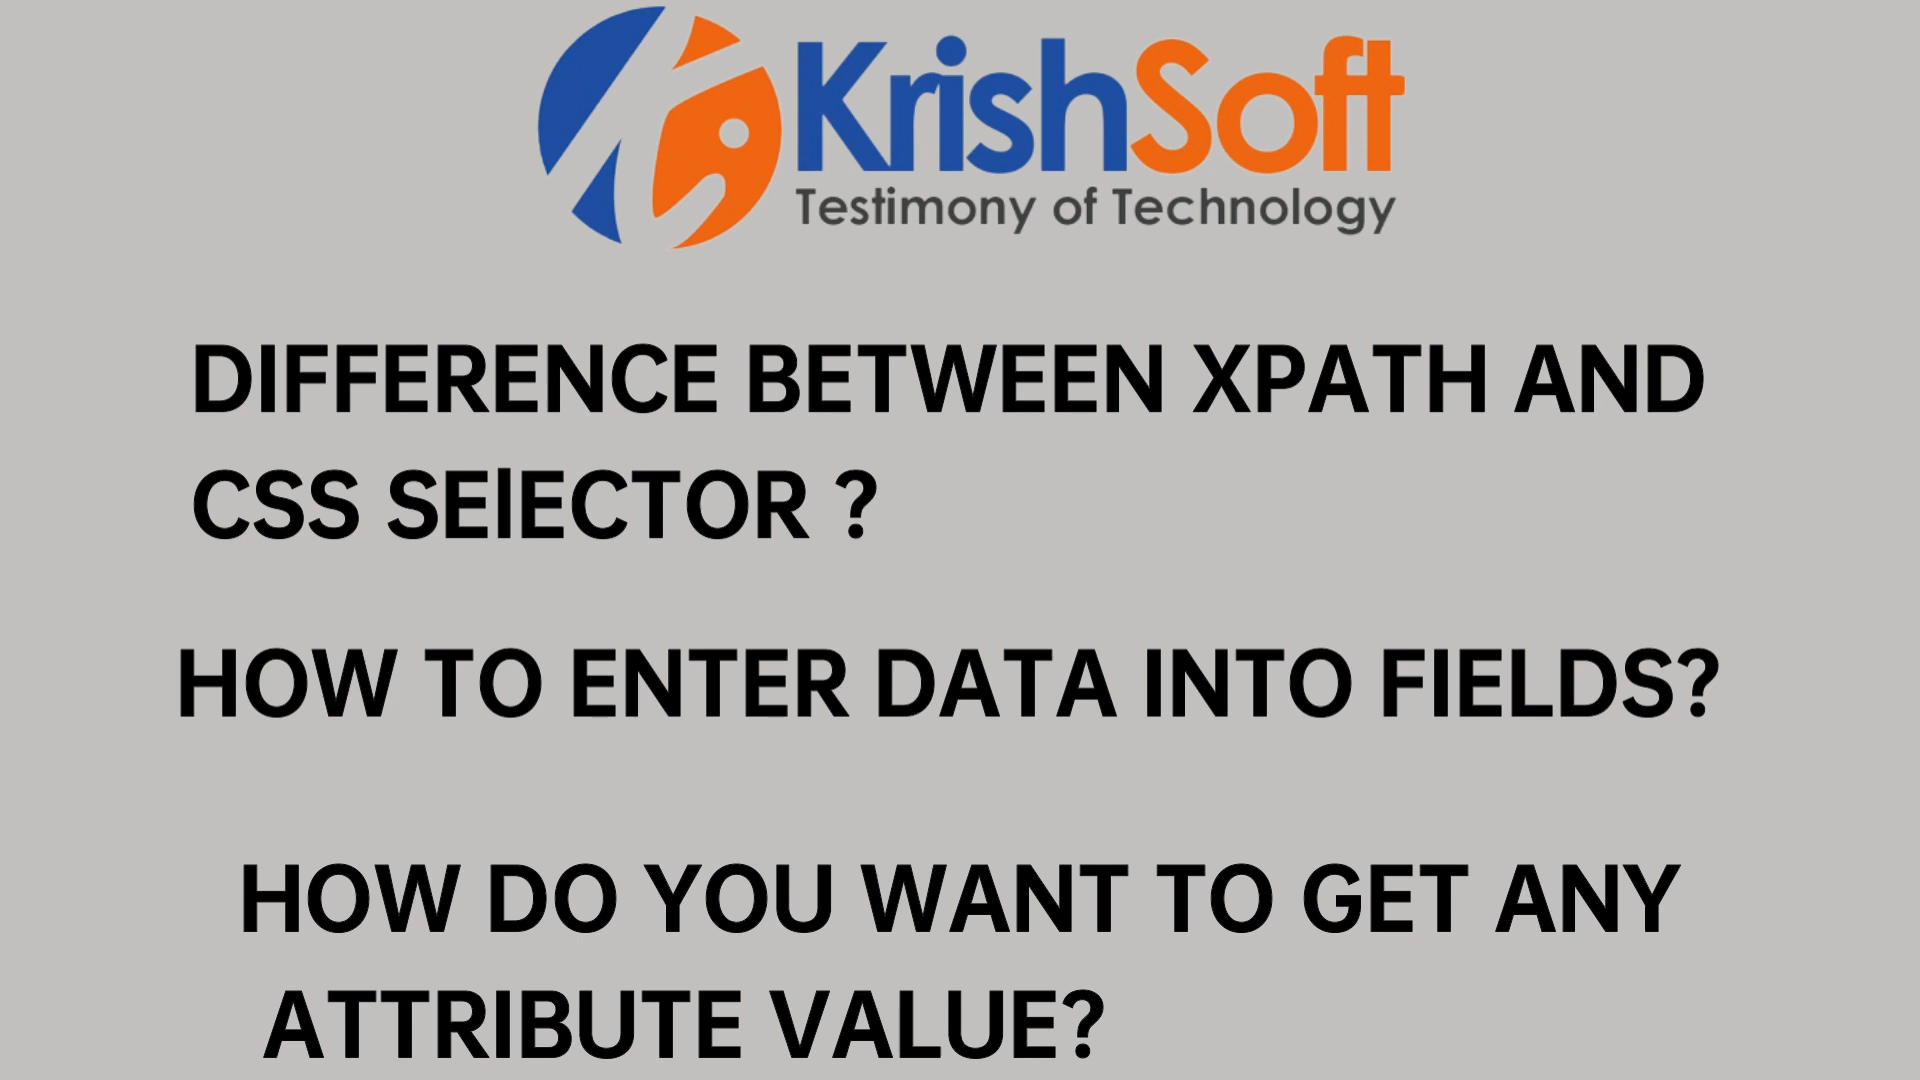 KrishSoft
Testimony of Technology
DIFFERENCE BETWEEN XPATH AND
CSS SElECTOR ?
HOW TO ENTER DATA INTO FIELDS?
HOW DO YOU WANT TO GET ANY
ATTRIBUTE VALUE?